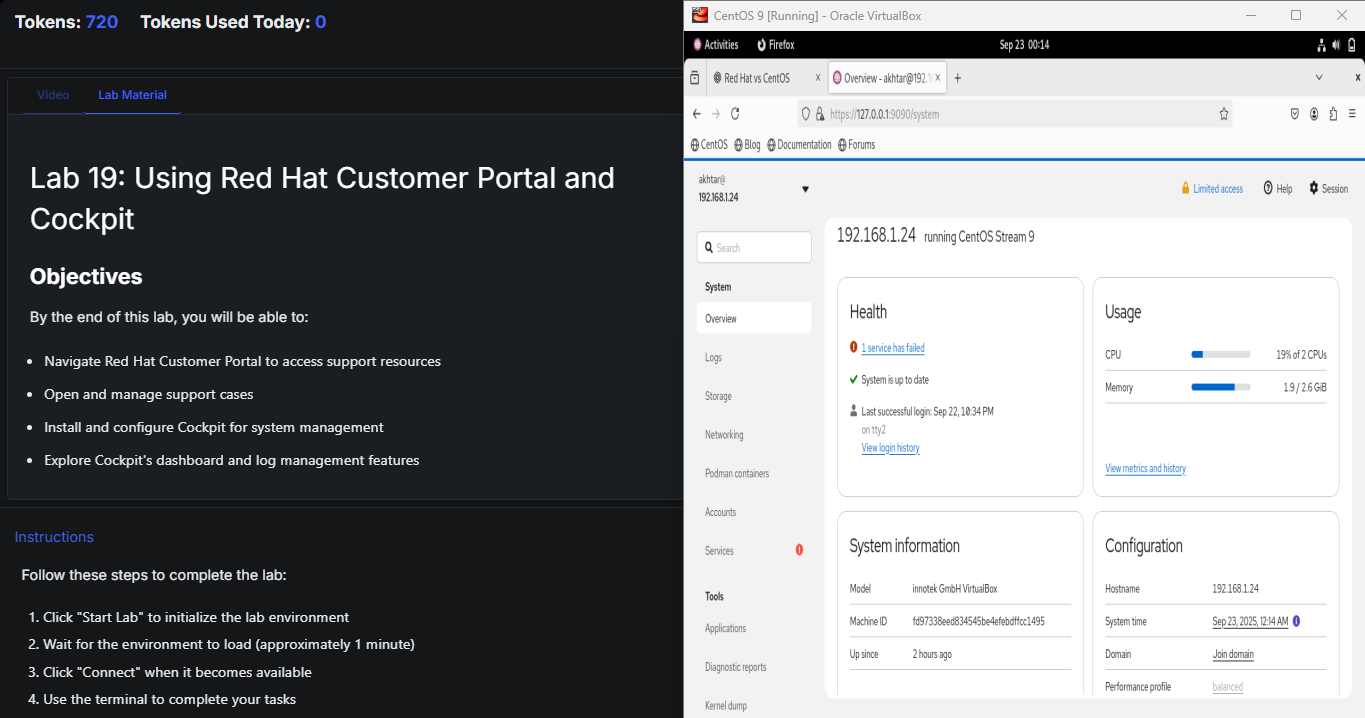 Tokens: 720 Tokens Used Today: 0
Video Lab Material
Lab 19: Using Red Hat Customer Portal and
Cockpit
Objectives
By the end of this lab, you will be able to:
Navigate Red Hat Customer Portal to access support resources
Open and manage support cases
Install and configure Cockpit for system management
Explore Cockpit's dashboard and log management features
Instructions
Follow these steps to complete the lab:
1. Click "Start Lab" to initialize the lab environment
2. Wait for the environment to load (approximately 1 minute)
3. Click "Connect" when it becomes available
4. Use the terminal to complete your tasks
CentOS 9 [Running] - Oracle VirtualBox
Activities Firefox Sep 23 00:14
Red Hat vs CentOS x Overview - akhtar@192.1 x +
https://127.0.0.1:9090/system
CentOS Blog Documentation Forums
akhtar@
192.168.1.24
Limited access Help Session
Search
System
Overview
Logs
Storage
Networking
Podman containers
Accounts
Services
Tools
Applications
Diagnostic reports
Kernel dump
192.168.1.24 running CentOS Stream 9
Health
1 service has failed
System is up to date
Last successful login: Sep 22, 10:34 PM
on tty2
View login history
Usage
CPU 19% of 2 CPUs
Memory 1.9 / 2.6 GiB
View metrics and history
System information
Model innotek GmbH VirtualBox
Machine ID fd97338eed834545be4efebdffcc1495
Up since 2 hours ago
Configuration
Hostname 192.168.1.24
System time Sep 23, 2025, 12:14 AM
Domain Join domain
Performance profile balanced